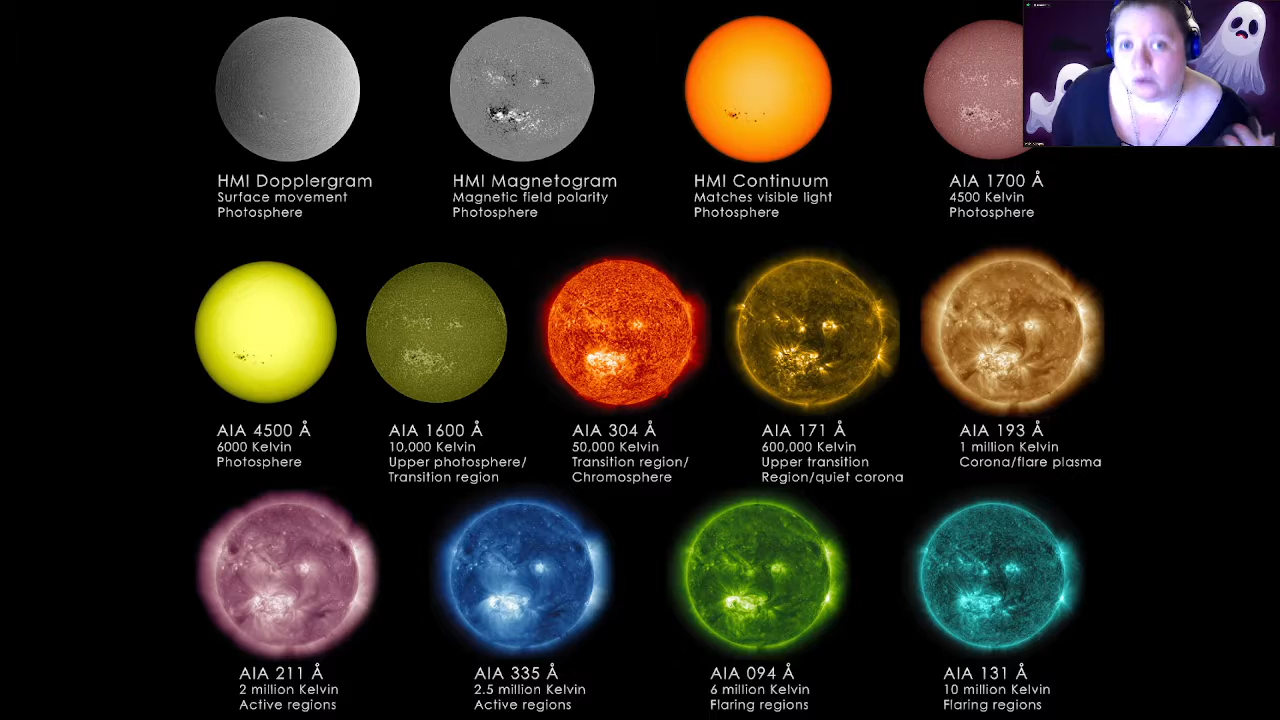 HMI Dopplergram
Surface movement
Photosphere
HMI Magnetogram
Magnetic field polarity
Photosphere
HMI Continuum
Matches visible light
Photosphere
AIA 1700 Å
4500 Kelvin
Photosphere
AIA 4500 Å
6000 Kelvin
Photosphere
AIA 1600 Å
10,000 Kelvin
Upper photosphere/
Transition region
AIA 304 Å
50,000 Kelvin
Transition region/
Chromosphere
AIA 171 Å
600,000 Kelvin
Upper transition
Region/quiet corona
AIA 193 Å
1 million Kelvin
Corona/flare plasma
AIA 211 Å
2 million Kelvin
Active regions
AIA 335 Å
2.5 million Kelvin
Active regions
AIA 094 Å
6 million Kelvin
Flaring regions
AIA 131 Å
10 million Kelvin
Flaring regions